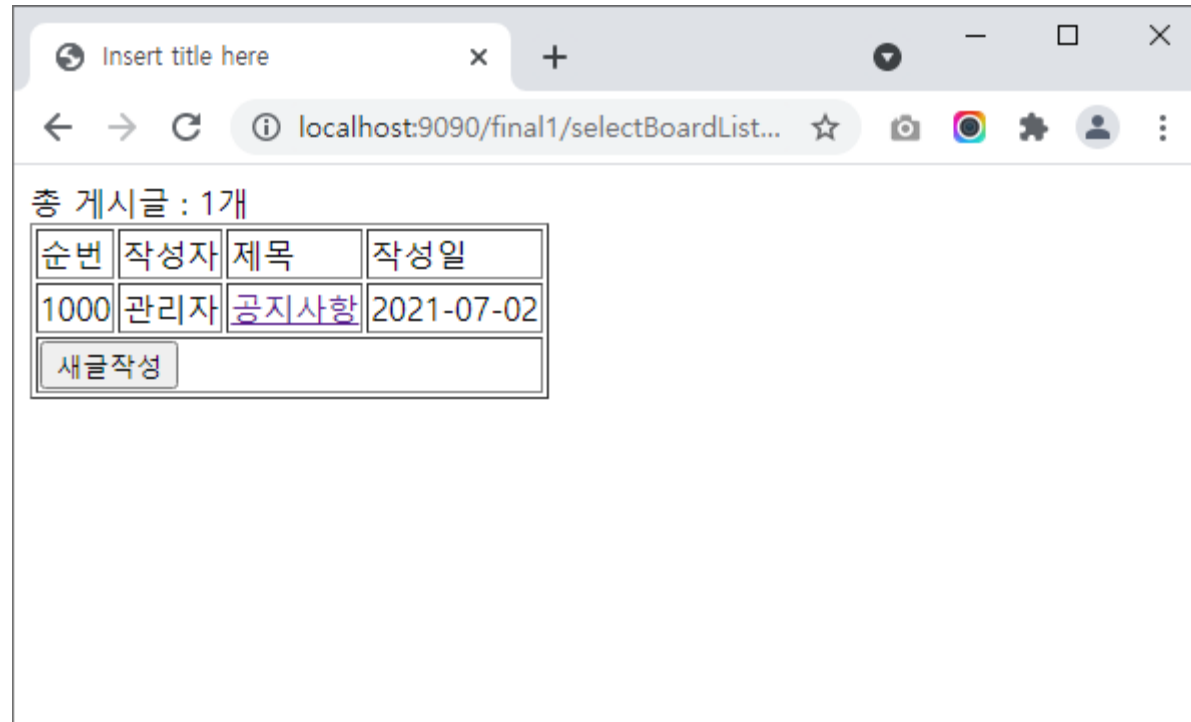 Insert title here
localhost:9090/final1/selectBoardList...
총 게시글 : 1개
순번 작성자 제목 작성일
1000 관리자 공지사항 2021-07-02
새글작성